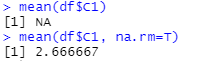 > mean(df$C1)
[1] NA
> mean(df$C1, na.rm=T)
[1] 2.666667